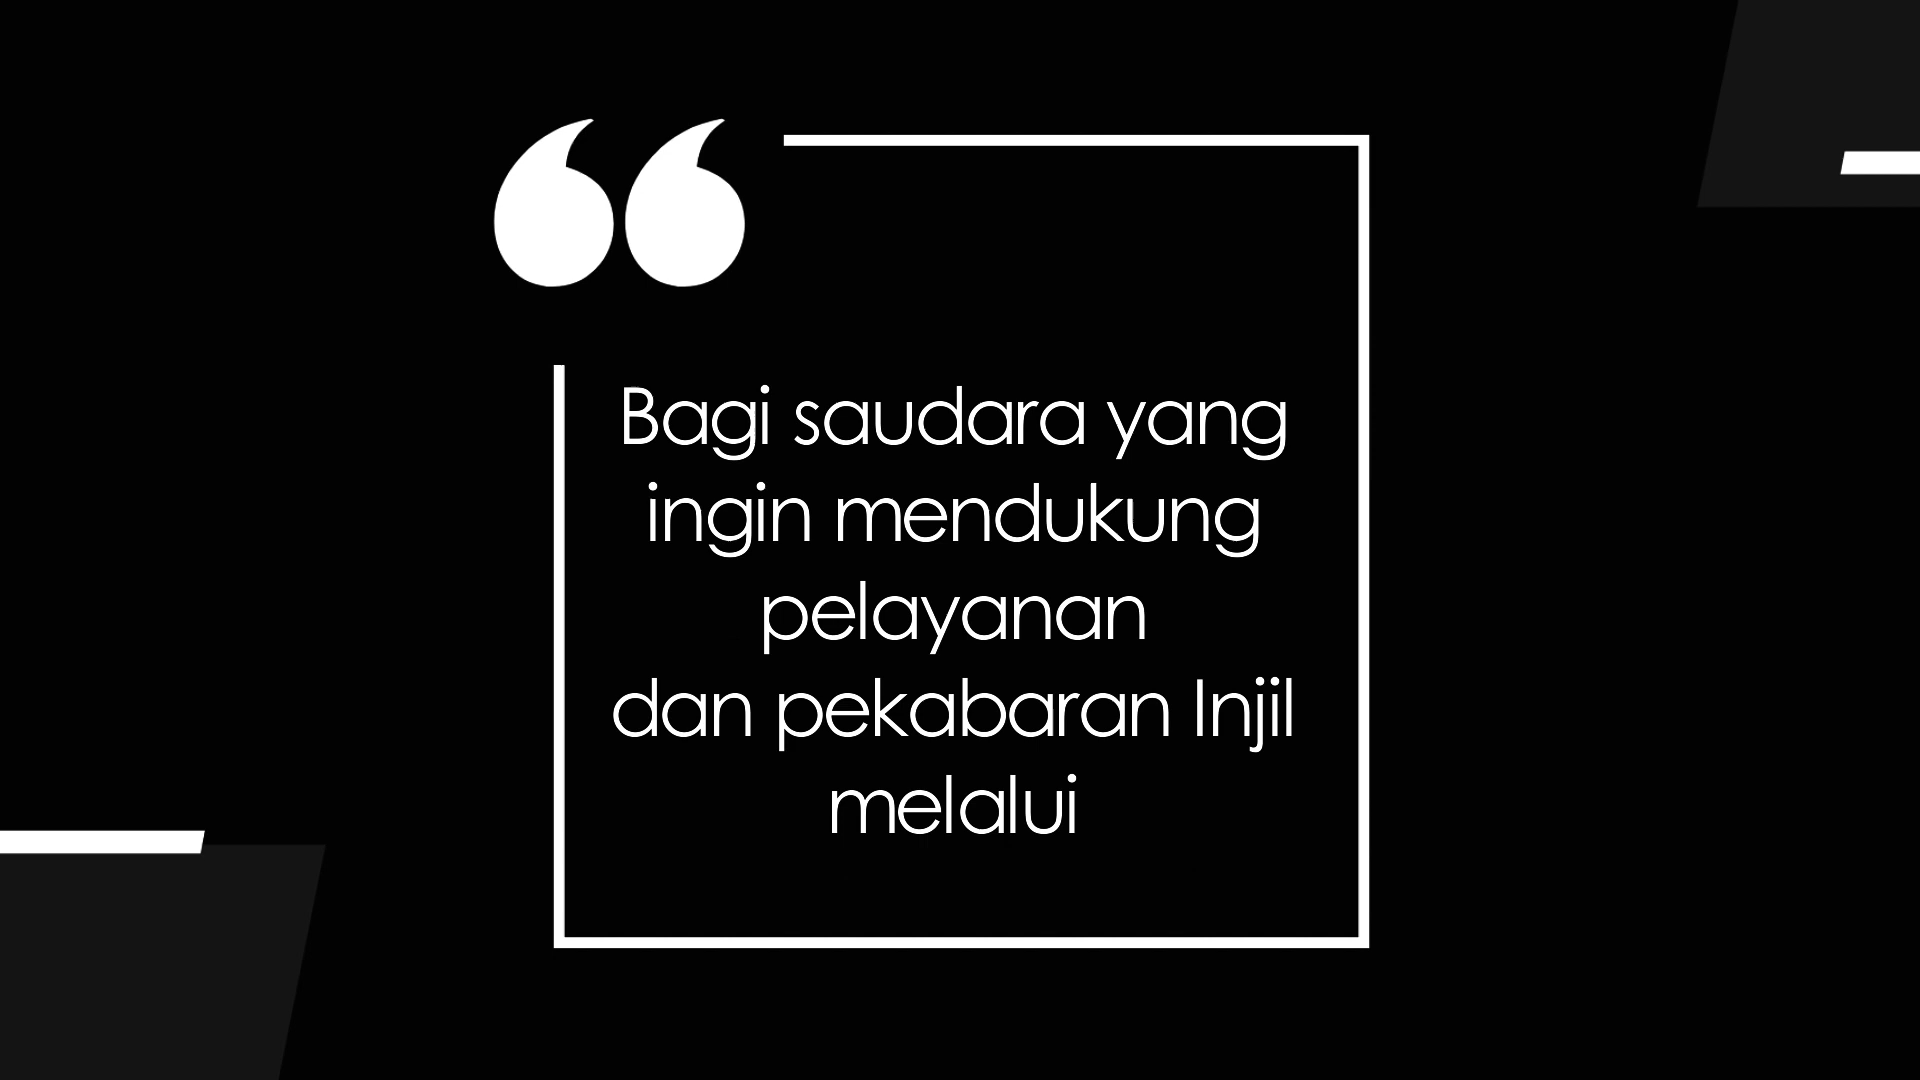 Bagi saudara yang
ingin mendukung
pelayanan
dan pekabaran Injil
melalui